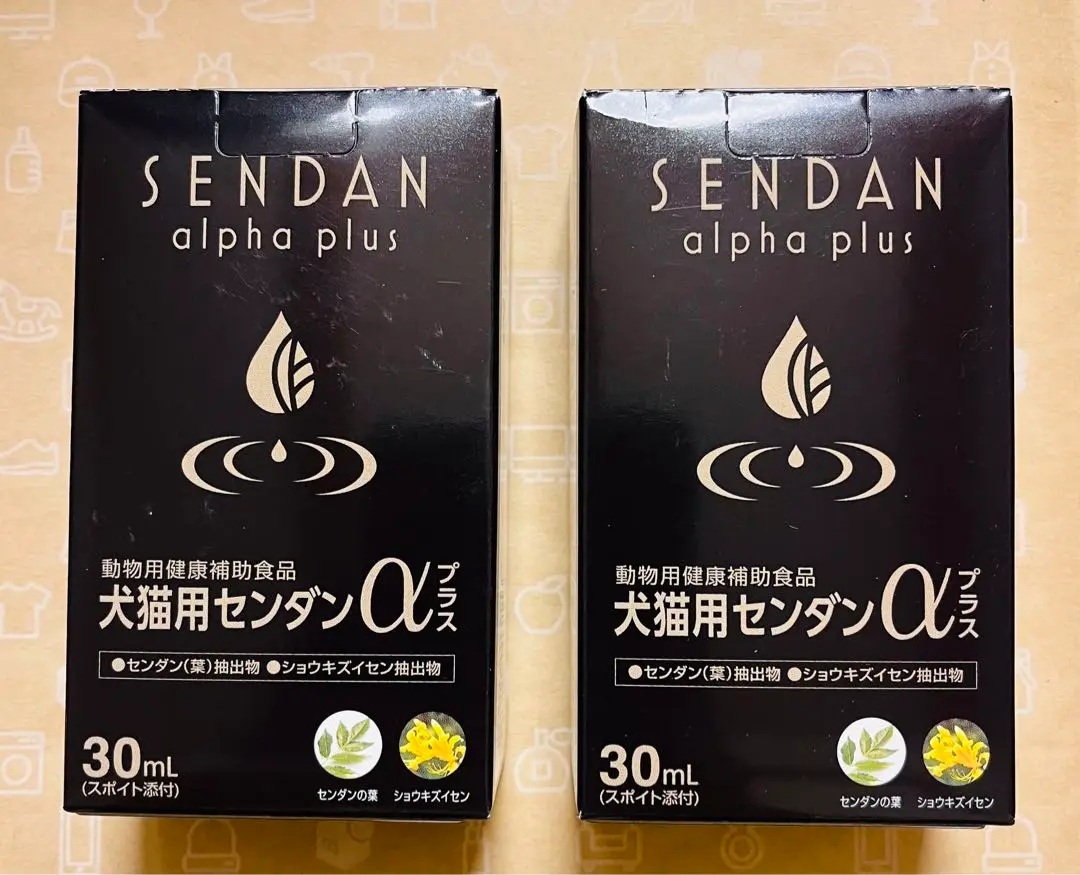 SENDAN
alpha plus
動物用健康補助食品
犬猫用センダンαプラス
●センダン(葉)抽出物 ●ショウキズイセン抽出物
30mL
(スポイト添付)
センダンの葉 ショウキズイセン
SENDAN
alpha plus
動物用健康補助食品
犬猫用センダンαプラス
●センダン(葉)抽出物 ●ショウキズイセン抽出物
30mL
(スポイト添付)
センダンの葉 ショウキズイセン